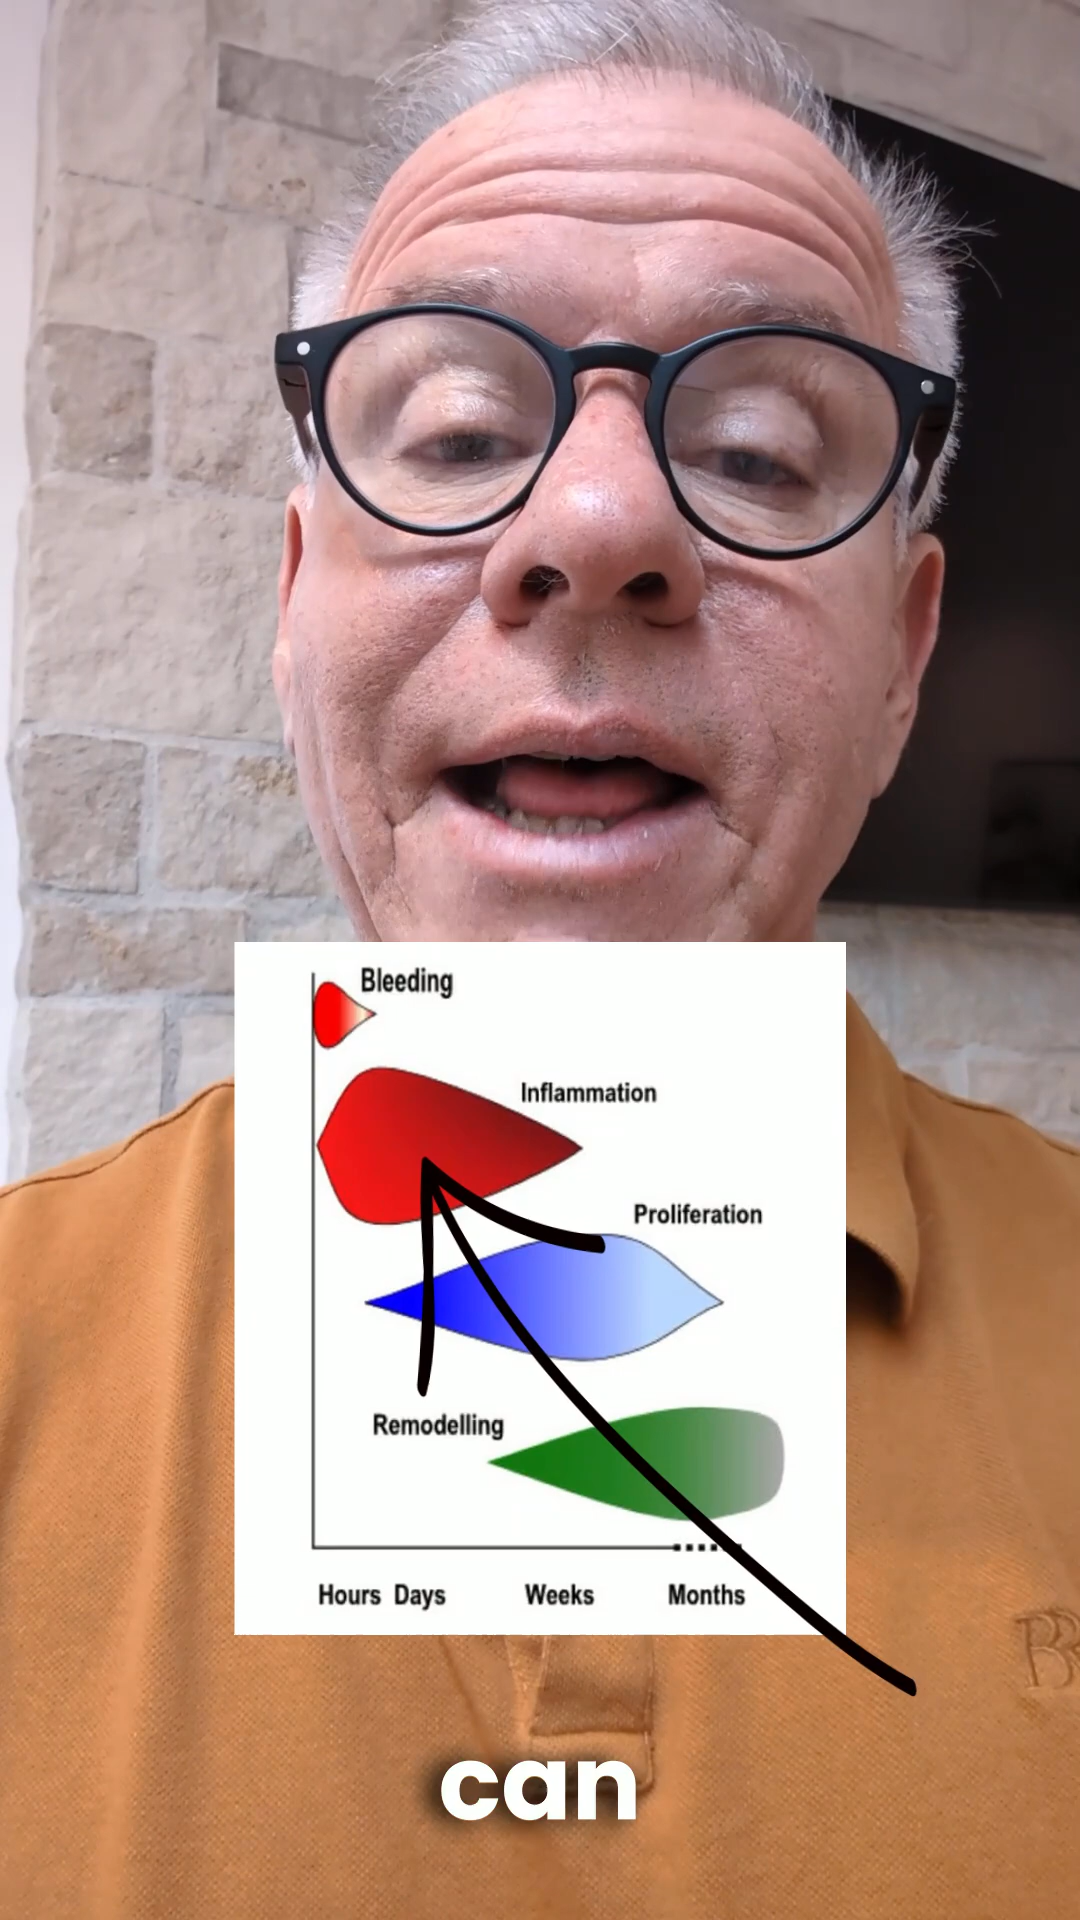 Bleeding
Inflammation
Proliferation
Remodelling
Hours Days Weeks Months
can